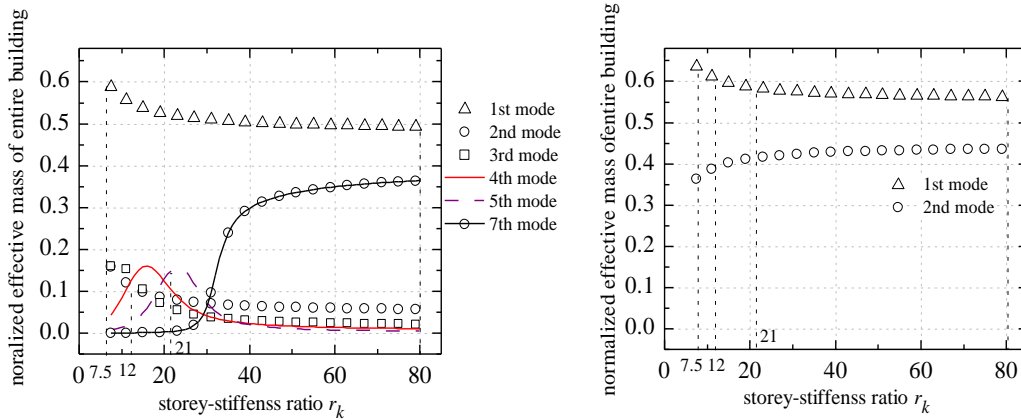 noralized effective mass of entire building
0.6
0.5
0.4
0.3
0.2
0.1
0.0
0 7.5 12 20 21 40 60 80
storey-stiffenss ratio r_k
1st mode
2nd mode
3rd mode
4th mode
5th mode
7th mode
normalized effective mass ofentire building
0.6
0.5
0.4
0.3
0.2
0.1
0.0
0 7.5 12 20 21 40 60 80
storey-stiffenss ratio r_k
1st mode
2nd mode